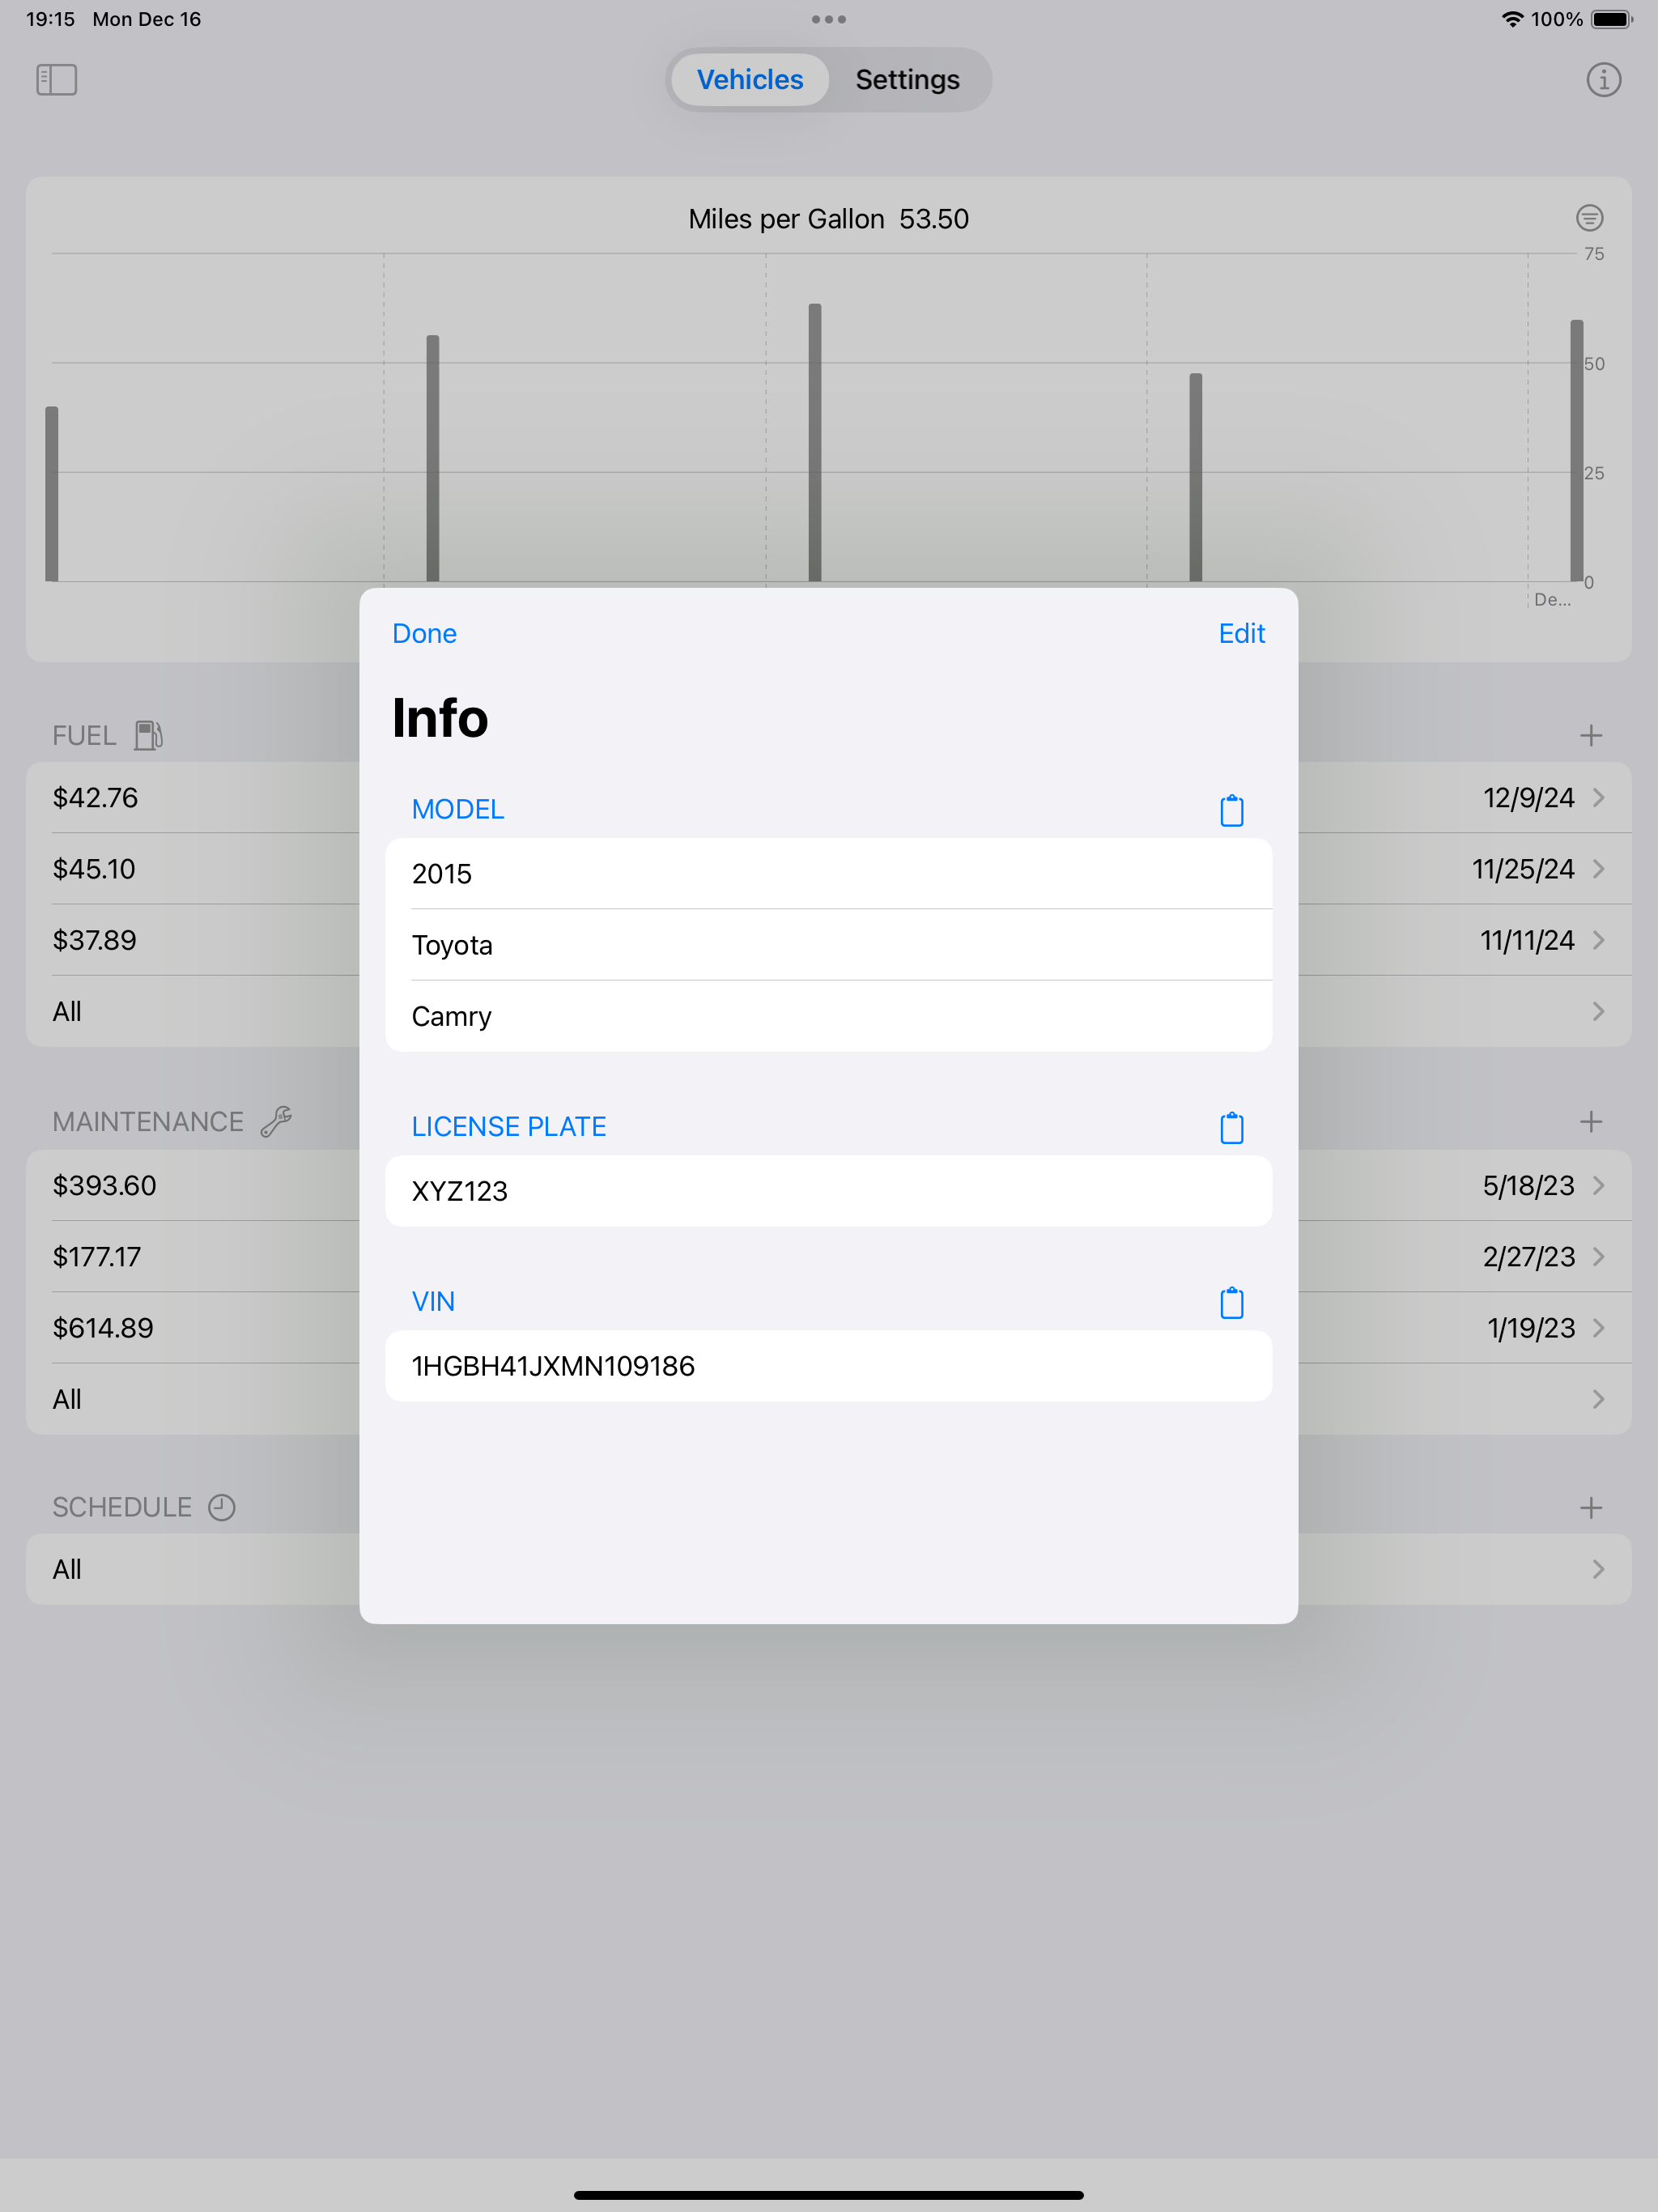 19:15 Mon Dec 16
100%
Vehicles Settings
Miles per Gallon 53.50
75
50
25
0
De...
Done Edit
Info
MODEL
2015
Toyota
Camry
LICENSE PLATE
XYZ123
VIN
1HGBH41JXMN109186
FUEL
$42.76 12/9/24
$45.10 11/25/24
$37.89 11/11/24
All
MAINTENANCE
$393.60 5/18/23
$177.17 2/27/23
$614.89 1/19/23
All
SCHEDULE
All